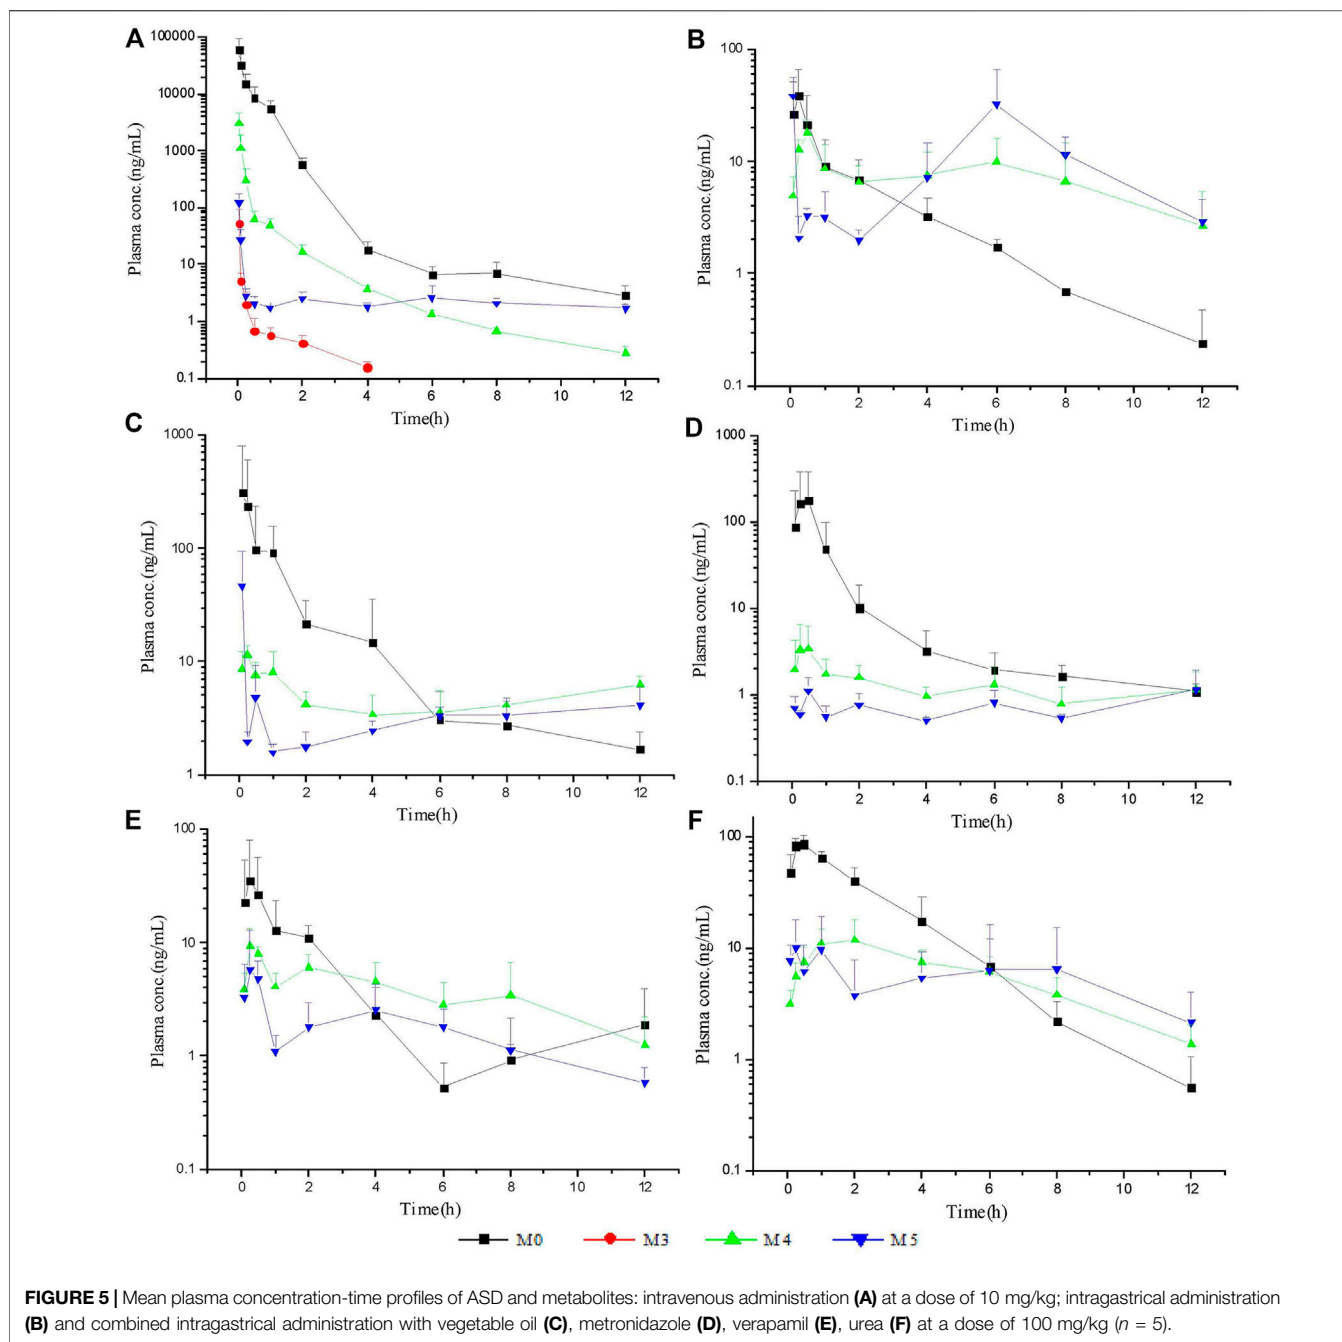 A
100000
10000
1000
100
10
1
0.1
Plasma conc.(ng/mL)
0 2 4 6 8 10 12
Time(h)
B
100
10
1
0.1
Plasma conc.(ng/mL)
0 2 4 6 8 10 12
Time(h)
C
1000
100
10
1
Plasma conc.(ng/mL)
0 2 4 6 8 10 12
Time(h)
D
1000
100
10
1
0.1
Plasma conc.(ng/mL)
0 2 4 6 8 10 12
Time(h)
E
100
10
1
0.1
Plasma conc.(ng/mL)
0 2 4 6 8 10 12
Time(h)
F
100
10
1
0.1
Plasma conc.(ng/mL)
0 2 4 6 8 10 12
Time(h)
M0 M3 M4 M5
FIGURE 5 | Mean plasma concentration-time profiles of ASD and metabolites: intravenous administration (A) at a dose of 10 mg/kg; intragastrical administration
(B) and combined intragastrical administration with vegetable oil (C), metronidazole (D), verapamil (E), urea (F) at a dose of 100 mg/kg (n = 5).